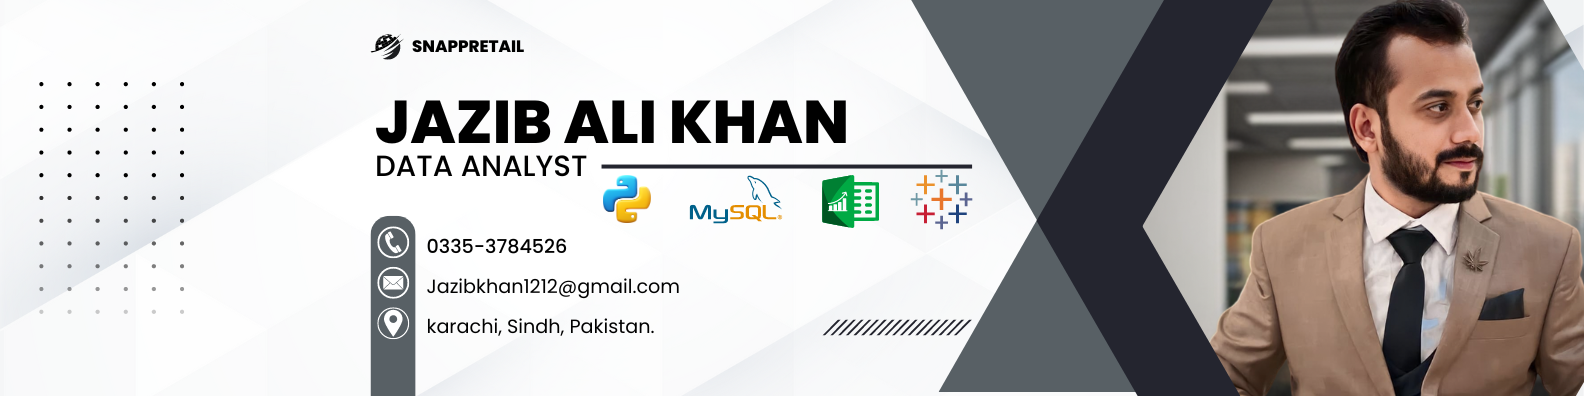 SNAPPRETAIL
JAZIB ALI KHAN
DATA ANALYST
MySQL®
0335-3784526
Jazibkhan1212@gmail.com
karachi, Sindh, Pakistan.